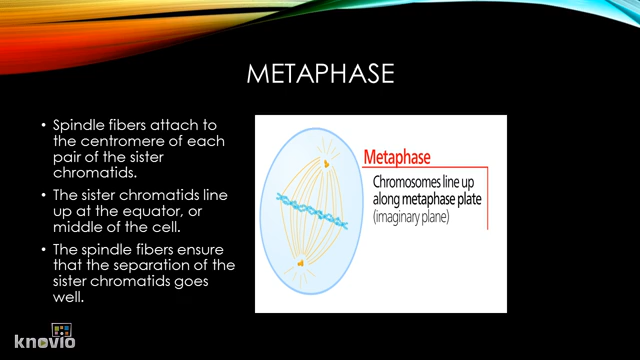 METAPHASE
• Spindle fibers attach to
the centromere of each
pair of the sister
chromatids.
• The sister chromatids line
up at the equator, or
middle of the cell.
• The spindle fibers ensure
that the separation of the
sister chromatids goes
well.
Metaphase
Chromosomes line up
along metaphase plate
(imaginary plane)
knovio